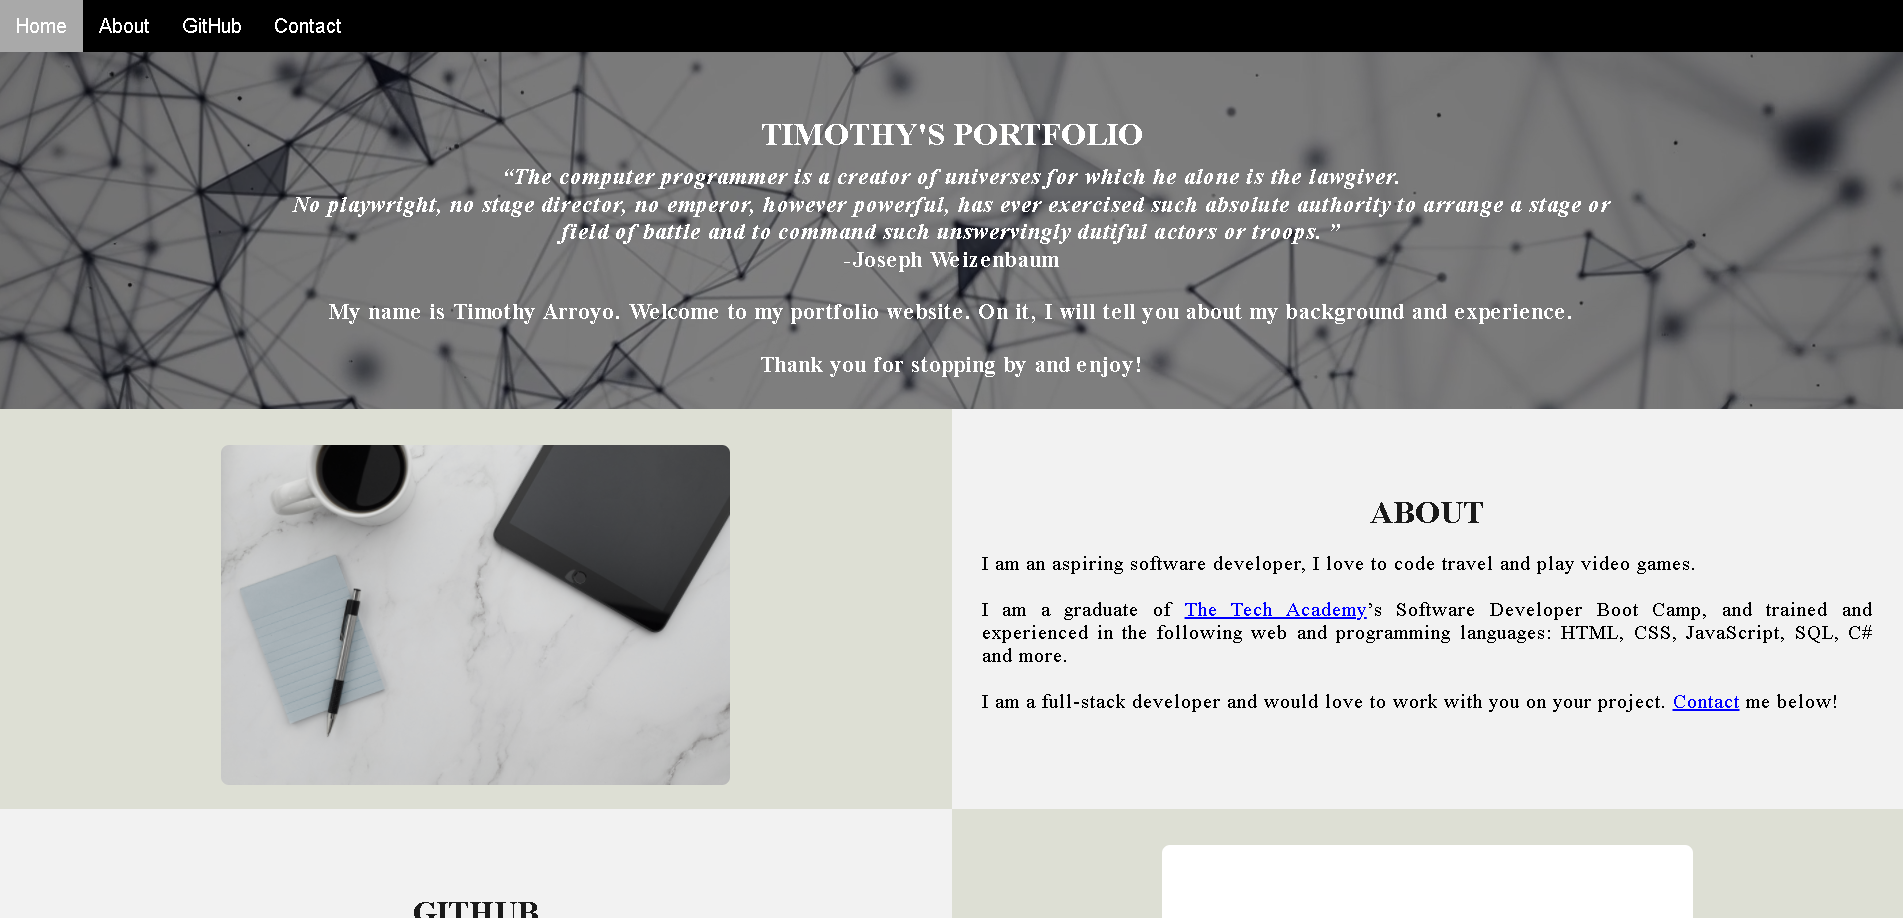 Home About GitHub Contact
TIMOTHY'S PORTFOLIO
“The computer programmer is a creator of universes for which he alone is the lawgiver.
No playwright, no stage director, no emperor, however powerful, has ever exercised such absolute authority to arrange a stage or
field of battle and to command such unswervingly dutiful actors or troops. ”
-Joseph Weizenbaum
My name is Timothy Arroyo. Welcome to my portfolio website. On it, I will tell you about my background and experience.
Thank you for stopping by and enjoy!
ABOUT
I am an aspiring software developer, I love to code travel and play video games.
I am a graduate of The Tech Academy’s Software Developer Boot Camp, and trained and
experienced in the following web and programming languages: HTML, CSS, JavaScript, SQL, C#
and more.
I am a full-stack developer and would love to work with you on your project. Contact me below!
GITHUB